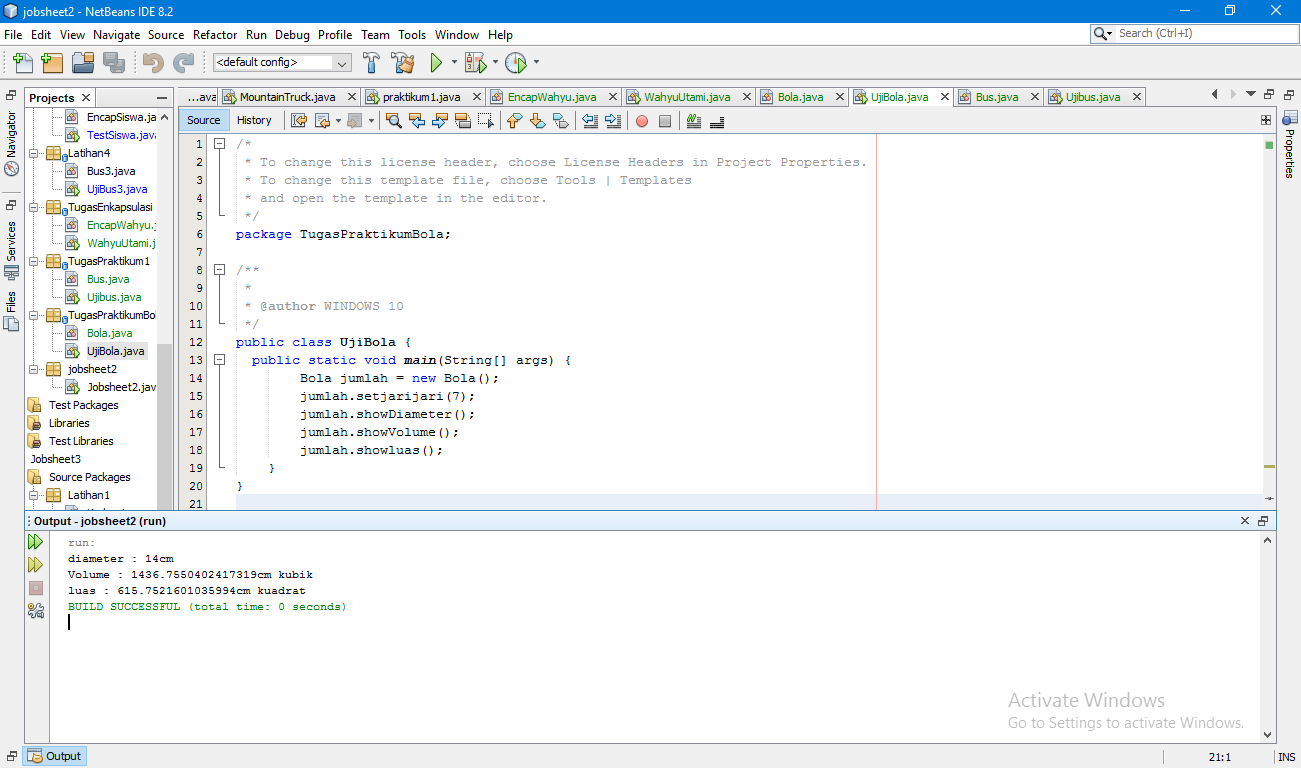 jobsheet2 - NetBeans IDE 8.2
File Edit View Navigate Source Refactor Run Debug Profile Team Tools Window Help
Search (Ctrl+I)
<default config>
Projects
...ava MountainTruck.java praktikum1.java EncapWahyu.java WahyuUtami.java Bola.java UjiBola.java Bus.java Ujibus.java
Source History
Navigator
Services
Files
Properties
EncapSiswa.ja
TestSiswa.java
Latihan4
Bus3.java
UjiBus3.java
TugasEnkapsulasi
EncapWahyu.j
WahyuUtami.j
TugasPraktikum1
Bus.java
Ujibus.java
TugasPraktikumBo
Bola.java
UjiBola.java
jobsheet2
Jobsheet2.jav
Test Packages
Libraries
Test Libraries
Jobsheet3
Source Packages
Latihan1
1 /*
2 * To change this license header, choose License Headers in Project Properties.
3 * To change this template file, choose Tools | Templates
4 * and open the template in the editor.
5 */
6 package TugasPraktikumBola;
7
8 /**
9 *
10 * @author WINDOWS 10
11 */
12 public class UjiBola {
13 public static void main(String[] args) {
14 Bola jumlah = new Bola();
15 jumlah.setjarijari(7);
16 jumlah.showDiameter();
17 jumlah.showVolume();
18 jumlah.showluas();
19 }
20 }
21
Output - jobsheet2 (run)
run:
diameter : 14cm
Volume : 1436.7550402417319cm kubik
luas : 615.7521601035994cm kuadrat
BUILD SUCCESSFUL (total time: 0 seconds)
Activate Windows
Go to Settings to activate Windows.
Output
21:1 INS